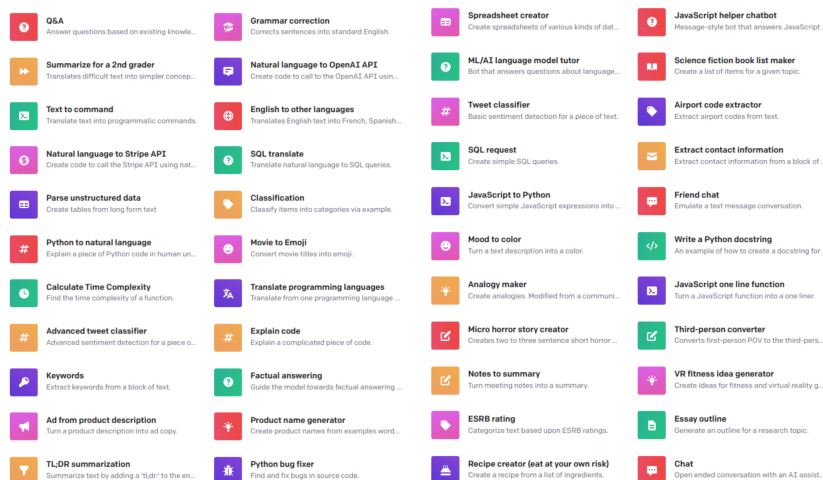 Q&A
Answer questions based on existing knowle...
Grammar correction
Corrects sentences into standard English.
Summarize for a 2nd grader
Translates difficult text into simpler concep...
Natural language to OpenAI API
Create code to call to the OpenAI API usin...
Text to command
Translate text into programmatic commands.
English to other languages
Translates English text into French, Spanish...
Natural language to Stripe API
Create code to call the Stripe API using nat...
SQL translate
Translate natural language to SQL queries.
Parse unstructured data
Create tables from long form text
Classification
Classify items into categories via example.
Python to natural language
Explain a piece of Python code in human un...
Movie to Emoji
Convert movie titles into emoji.
Calculate Time Complexity
Find the time complexity of a function.
Translate programming languages
Translate from one programming language ...
Advanced tweet classifier
Advanced sentiment detection for a piece o...
Explain code
Explain a complicated piece of code.
Keywords
Extract keywords from a block of text.
Factual answering
Guide the model towards factual answering ...
Ad from product description
Turn a product description into ad copy.
Product name generator
Create product names from examples word...
TL;DR summarization
Summarize text by adding a 'tl;dr:' to the en...
Python bug fixer
Find and fix bugs in source code.
Spreadsheet creator
Create spreadsheets of various kinds of dat...
JavaScript helper chatbot
Message-style bot that answers JavaScript ..
ML/AI language model tutor
Bot that answers questions about language...
Science fiction book list maker
Create a list of items for a given topic.
Tweet classifier
Basic sentiment detection for a piece of text.
Airport code extractor
Extract airport codes from text.
SQL request
Create simple SQL queries.
Extract contact information
Extract contact information from a block of .
JavaScript to Python
Convert simple JavaScript expressions into ...
Friend chat
Emulate a text message conversation.
Mood to color
Turn a text description into a color.
Write a Python docstring
An example of how to create a docstring for .
Analogy maker
Create analogies. Modified from a communi...
JavaScript one line function
Turn a JavaScript function into a one liner.
Micro horror story creator
Creates two to three sentence short horror ...
Third-person converter
Converts first-person POV to the third-pers..
Notes to summary
Turn meeting notes into a summary.
VR fitness idea generator
Create ideas for fitness and virtual reality g..
ESRB rating
Categorize text based upon ESRB ratings.
Essay outline
Generate an outline for a research topic.
Recipe creator (eat at your own risk)
Create a recipe from a list of ingredients.
Chat
Open ended conversation with an AI assist..